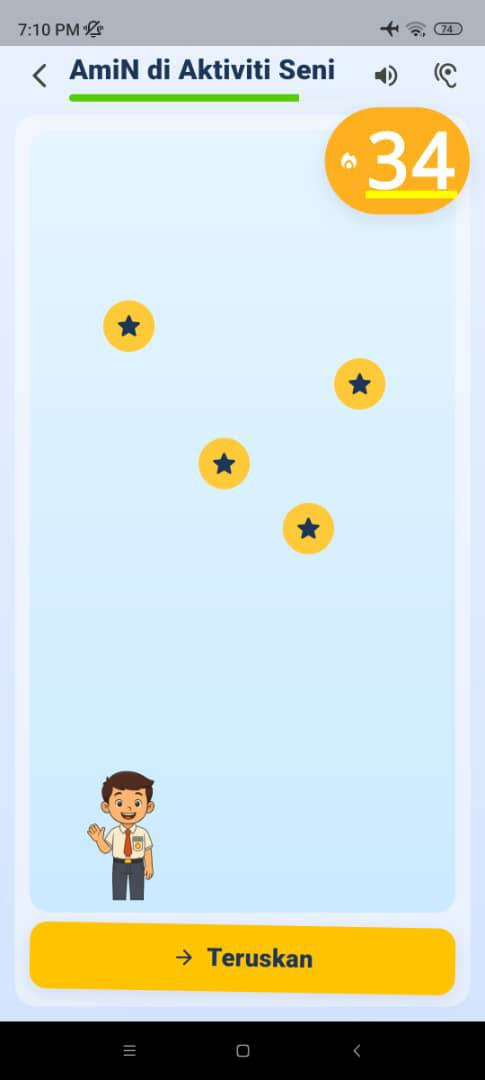 7:10 PM
74
AmiN di Aktiviti Seni
34
Teruskan